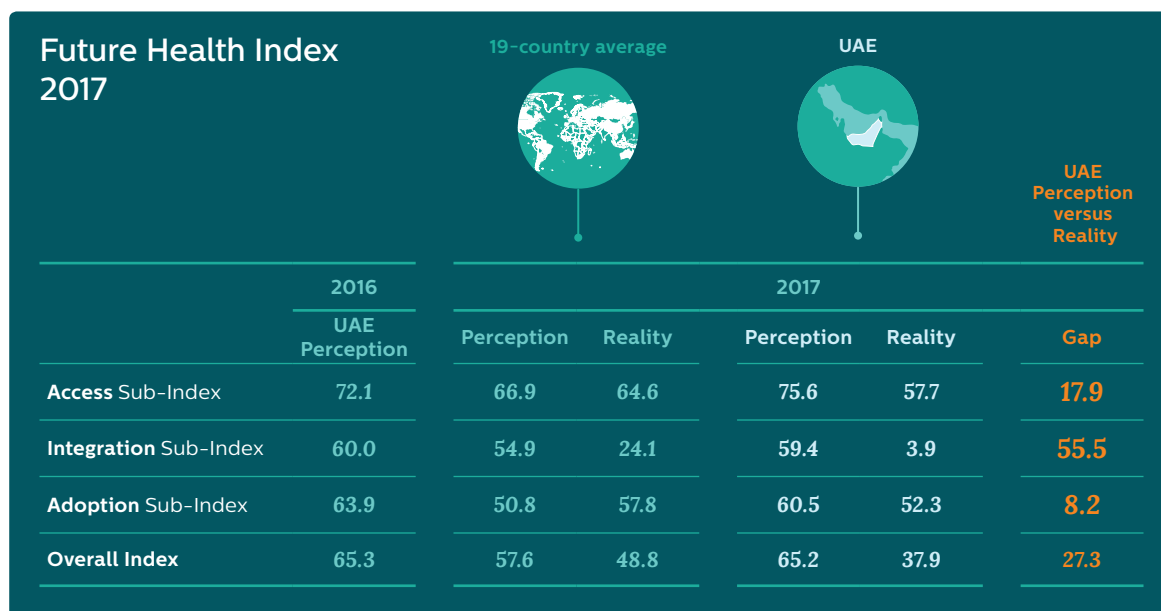 Future Health Index
2017
19-country average
UAE
UAE
Perception
versus
Reality
2016
2017
UAE
Perception
Perception Reality
Perception Reality
Gap
Access Sub-Index 72.1 66.9 64.6 75.6 57.7 17.9
Integration Sub-Index 60.0 54.9 24.1 59.4 3.9 55.5
Adoption Sub-Index 63.9 50.8 57.8 60.5 52.3 8.2
Overall Index 65.3 57.6 48.8 65.2 37.9 27.3